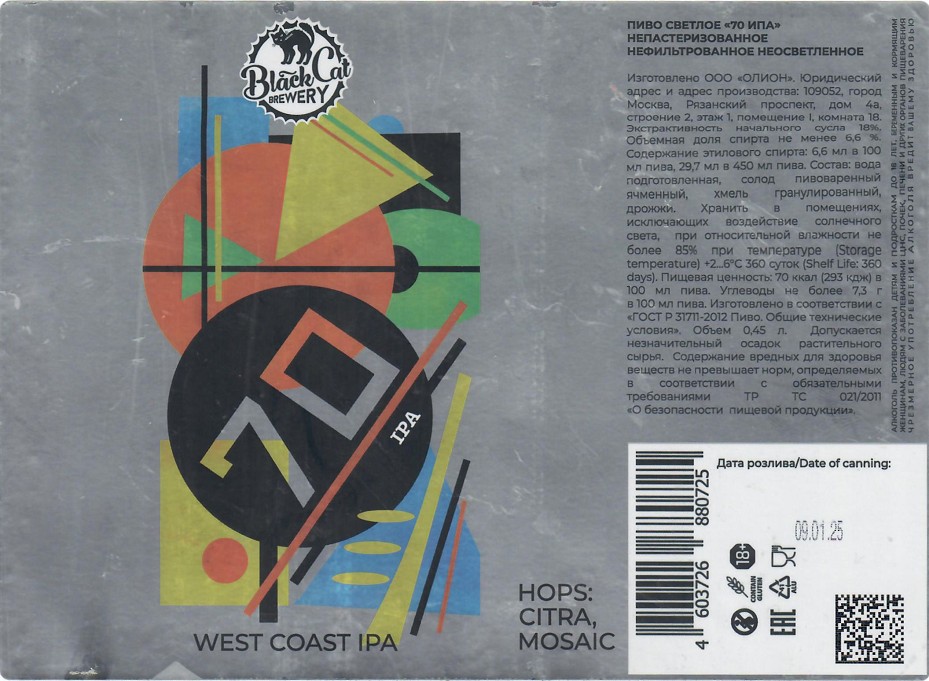 Black Cat
BREWERY
70
IPA
WEST COAST IPA
HOPS:
CITRA,
MOSAIC
ПИВО СВЕТЛОЕ «70 ИПА»
НЕПАСТЕРИЗОВАННОЕ
НЕФИЛЬТРОВАННОЕ НЕОСВЕТЛЕННОЕ
Изготовлено ООО «ОЛИОН». Юридический
адрес и адрес производства: 109052, город
Москва, Рязанский проспект, дом 4а,
строение 2, этаж 1, помещение I, комната 18.
Экстрактивность начального сусла 18%.
Объемная доля спирта не менее 6,6 %.
Содержание этилового спирта: 6,6 мл в 100
мл пива, 29,7 мл в 450 мл пива. Состав: вода
подготовленная, солод пивоваренный
ячменный, хмель гранулированный,
дрожжи. Хранить в помещениях,
исключающих воздействие солнечного
света, при относительной влажности не
более 85% при температуре (Storage
temperature) +2...6°С 360 суток (Shelf Life: 360
days). Пищевая ценность: 70 ккал (293 кдж) в
100 мл пива. Углеводы не более 7,3 г
в 100 мл пива. Изготовлено в соответствии с
«ГОСТ Р 31711-2012 Пиво. Общие технические
условия». Объем 0,45 л. Допускается
незначительный осадок растительного
сырья. Содержание вредных для здоровья
веществ не превышает норм, определяемых
в соответствии с обязательными
требованиями ТР ТС 021/2011
«О безопасности пищевой продукции».
АЛКОГОЛЬ ПРОТИВОПОКАЗАН ДЕТЯМ И ПОДРОСТКАМ ДО 18 ЛЕТ, БЕРЕМЕННЫМ И КОРМЯЩИМ
ЖЕНЩИНАМ, ЛЮДЯМ С ЗАБОЛЕВАНИЯМИ ЦНС, ПОЧЕК, ПЕЧЕНИ И ДРУГИХ ОРГАНОВ ПИЩЕВАРЕНИЯ
ЧРЕЗМЕРНОЕ УПОТРЕБЛЕНИЕ АЛКОГОЛЯ ВРЕДИТ ВАШЕМУ ЗДОРОВЬЮ
Дата розлива/Date of canning:
09.01.25
4 603726 880725
18+
CONTAIN
GLUTEN
41
ALU
EAC